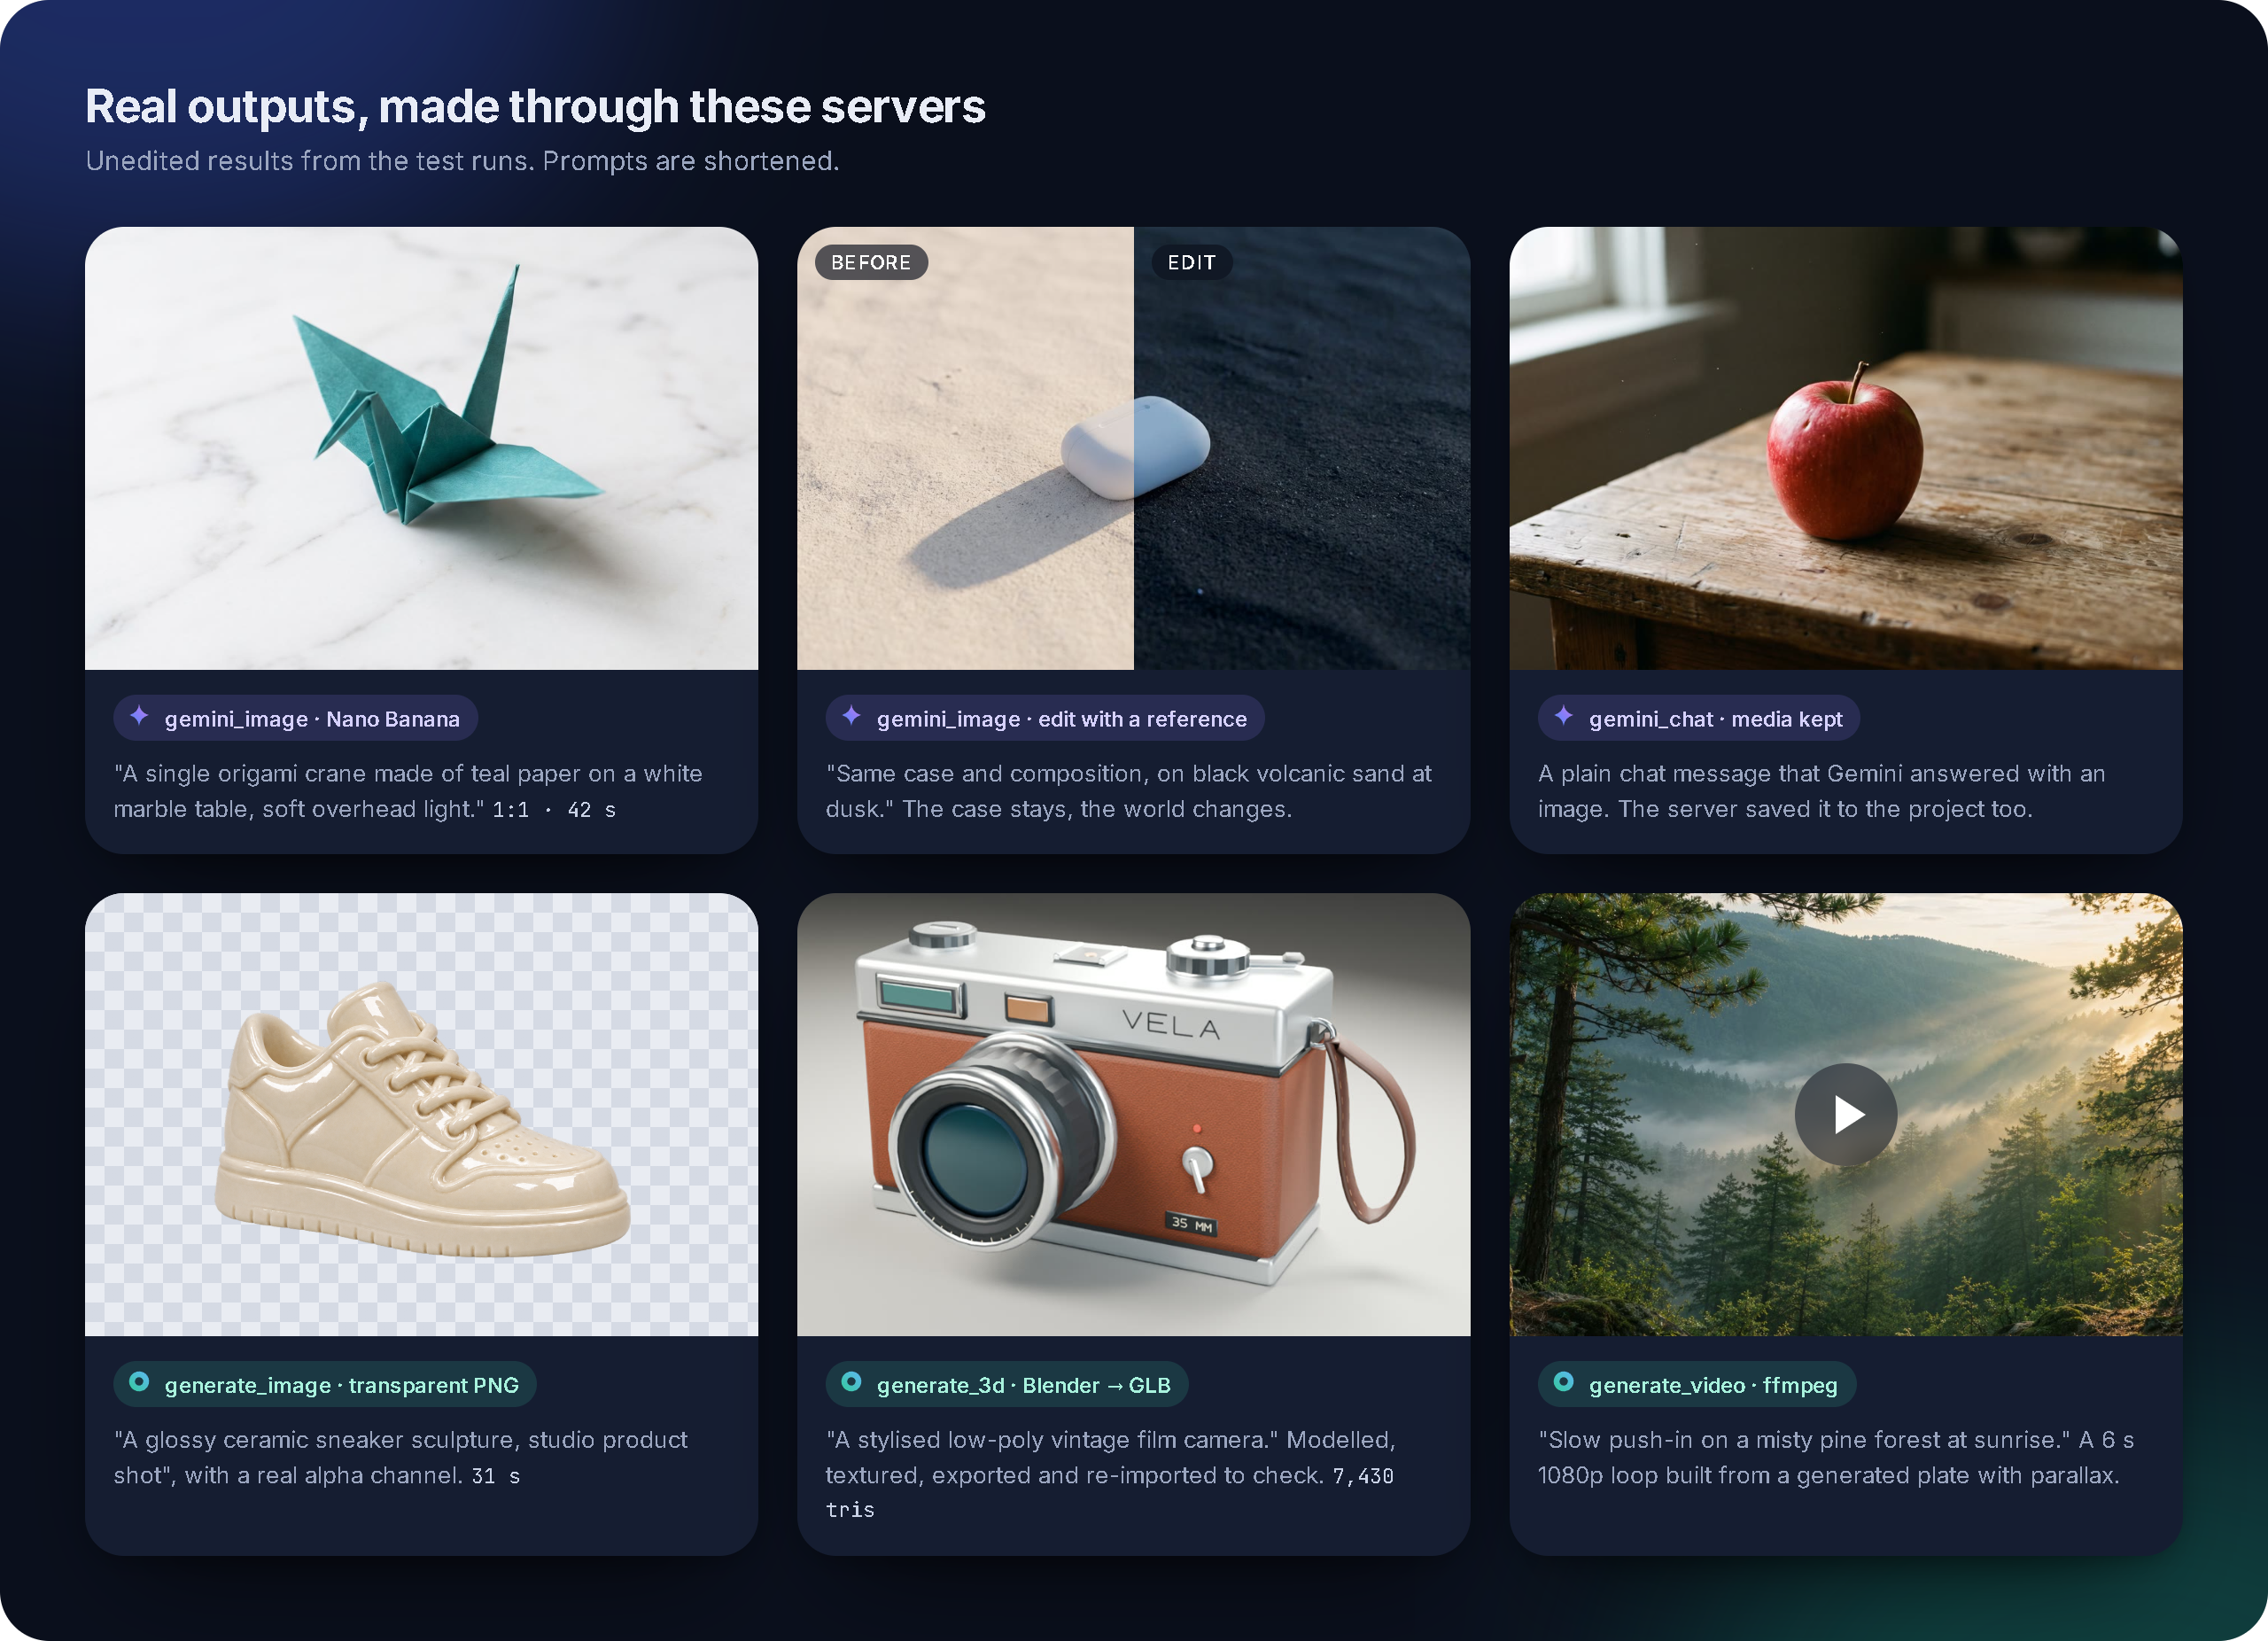 Real outputs, made through these servers
Unedited results from the test runs. Prompts are shortened.
BEFORE
EDIT
gemini_image · Nano Banana
"A single origami crane made of teal paper on a white
marble table, soft overhead light." 1:1 · 42 s
gemini_image · edit with a reference
"Same case and composition, on black volcanic sand at
dusk." The case stays, the world changes.
gemini_chat · media kept
A plain chat message that Gemini answered with an
image. The server saved it to the project too.
VELA
35 MM
generate_image · transparent PNG
"A glossy ceramic sneaker sculpture, studio product
shot", with a real alpha channel. 31 s
generate_3d · Blender → GLB
"A stylised low-poly vintage film camera." Modelled,
textured, exported and re-imported to check. 7,430
tris
generate_video · ffmpeg
"Slow push-in on a misty pine forest at sunrise." A 6 s
1080p loop built from a generated plate with parallax.